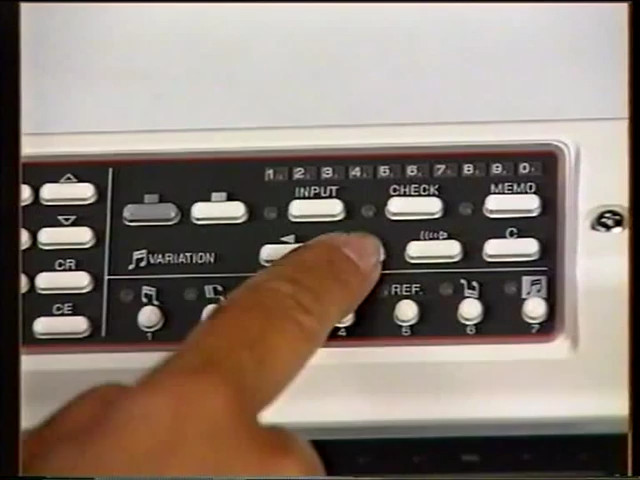 1. 2. 3. 4. 5. 6. 7. 8. 9. 0.
INPUT CHECK MEMO
VARIATION C
CR
REF.
CE
1 4 5 6 7